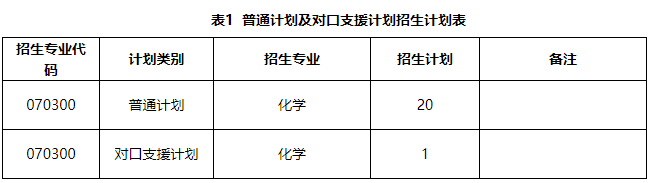 表1 普通计划及对口支援计划招生计划表
招生专业代码 计划类别 招生专业 招生计划 备注
070300 普通计划 化学 20
070300 对口支援计划 化学 1